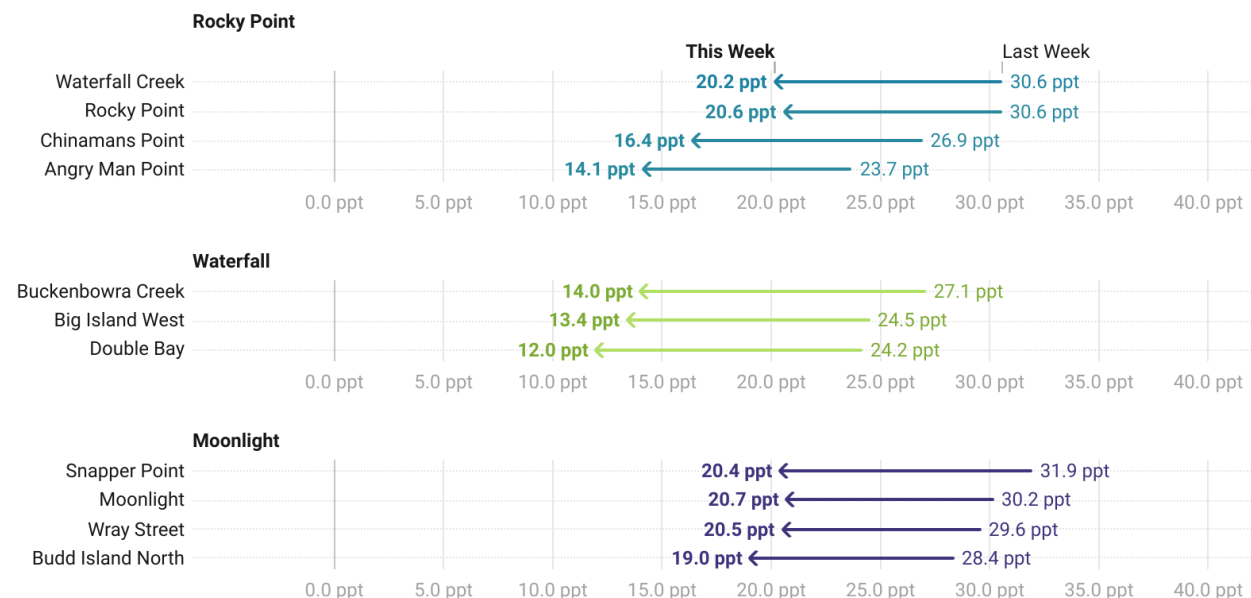 Rocky Point
This Week Last Week
Waterfall Creek 20.2 ppt 30.6 ppt
Rocky Point 20.6 ppt 30.6 ppt
Chinamans Point 16.4 ppt 26.9 ppt
Angry Man Point 14.1 ppt 23.7 ppt
0.0 ppt 5.0 ppt 10.0 ppt 15.0 ppt 20.0 ppt 25.0 ppt 30.0 ppt 35.0 ppt 40.0 ppt
Waterfall
Buckenbowra Creek 14.0 ppt 27.1 ppt
Big Island West 13.4 ppt 24.5 ppt
Double Bay 12.0 ppt 24.2 ppt
0.0 ppt 5.0 ppt 10.0 ppt 15.0 ppt 20.0 ppt 25.0 ppt 30.0 ppt 35.0 ppt 40.0 ppt
Moonlight
Snapper Point 20.4 ppt 31.9 ppt
Moonlight 20.7 ppt 30.2 ppt
Wray Street 20.5 ppt 29.6 ppt
Budd Island North 19.0 ppt 28.4 ppt
0.0 ppt 5.0 ppt 10.0 ppt 15.0 ppt 20.0 ppt 25.0 ppt 30.0 ppt 35.0 ppt 40.0 ppt